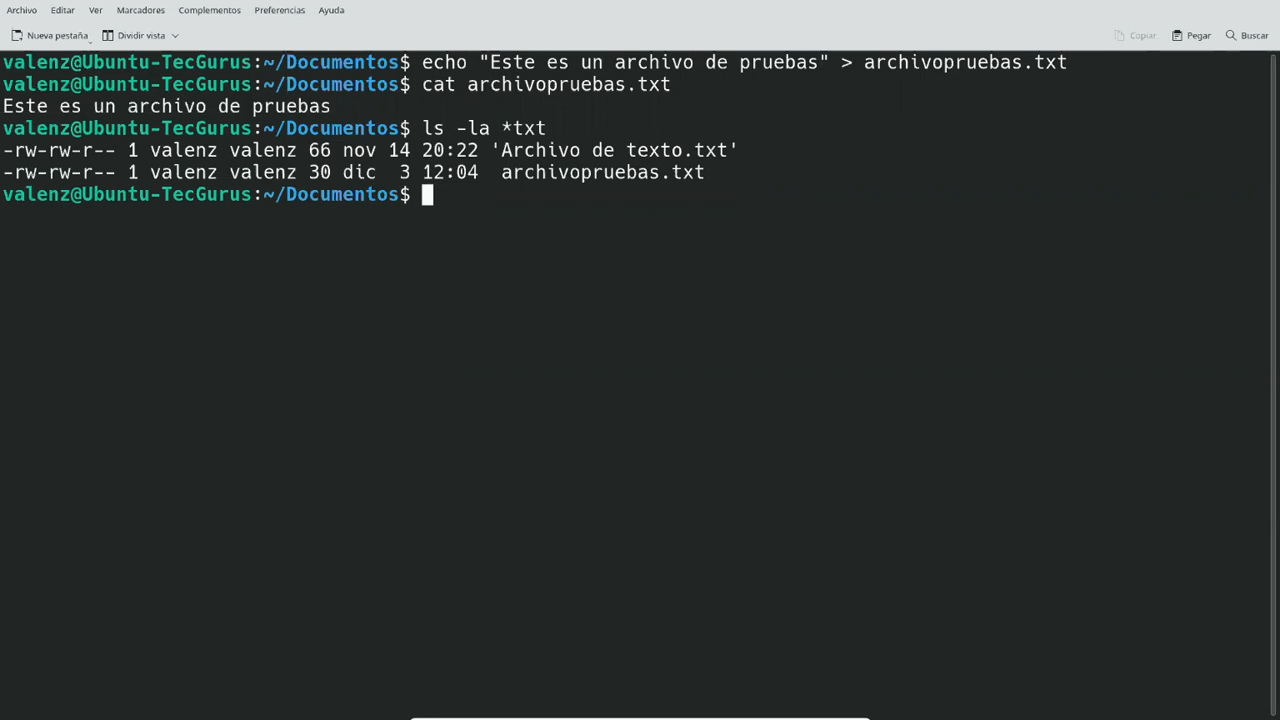 Archivo Editar Ver Marcadores Complementos Preferencias Ayuda
Nueva pestaña Dividir vista Copiar Pegar Buscar
valenz@Ubuntu-TecGurus:~/Documentos$ echo "Este es un archivo de pruebas" > archivopruebas.txt
valenz@Ubuntu-TecGurus:~/Documentos$ cat archivopruebas.txt
Este es un archivo de pruebas
valenz@Ubuntu-TecGurus:~/Documentos$ ls -la *txt
-rw-rw-r-- 1 valenz valenz 66 nov 14 20:22 'Archivo de texto.txt'
-rw-rw-r-- 1 valenz valenz 30 dic  3 12:04  archivopruebas.txt
valenz@Ubuntu-TecGurus:~/Documentos$